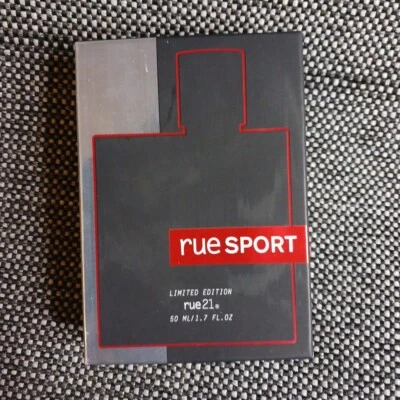 rue SPORT
LIMITED EDITION
rue21®
50 ML/1.7 FL.OZ